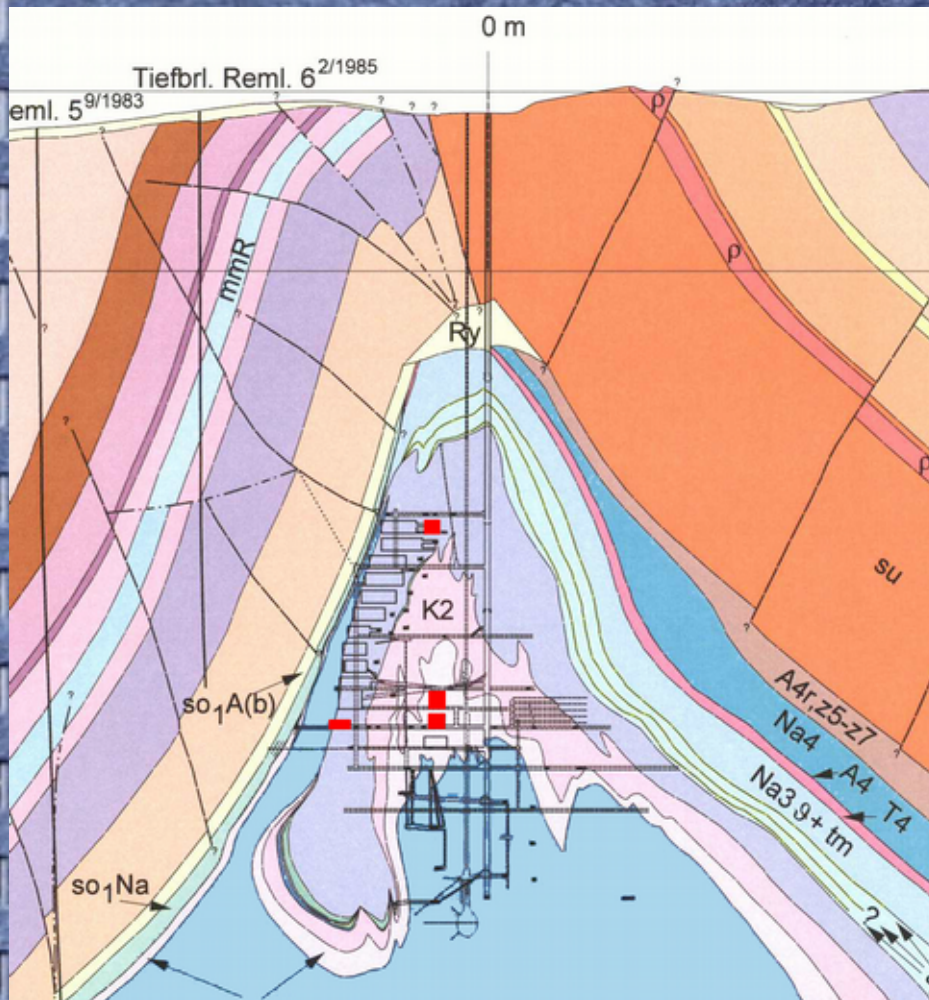 0 m
Tiefbrl. Reml. 6 2/1985
eml. 5 9/1983
? ? ? ? ?
ρ
mmR
ρ
Ry
ρ
su
K2
so1A(b)
A4r,z5-z7
Na4
A4
T4
Na3ϑ+ tm
so1Na
?